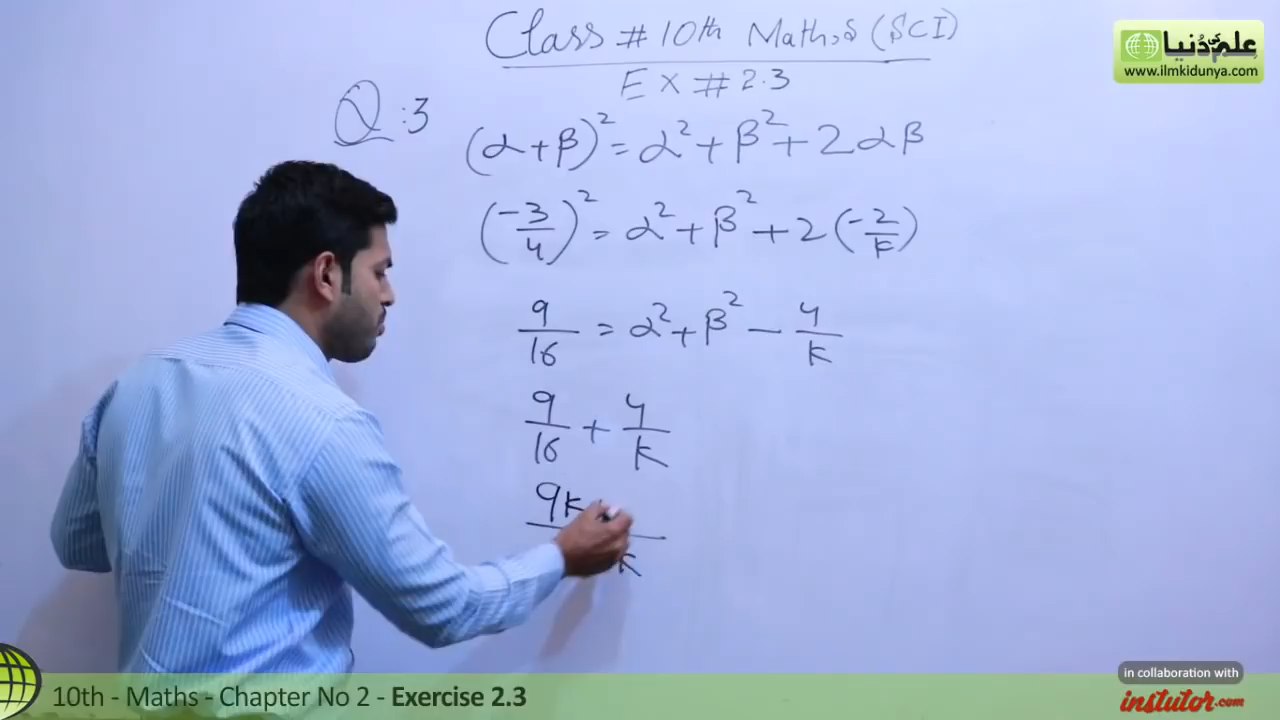 Class # 10th Maths (SCI)
EX # 2.3
Q:3
(α+β)² = α² + β² + 2αβ
(-3/4)² = α² + β² + 2(-2/k)
9/16 = α² + β² - 4/k
9/16 + 4/k
9k
k
علم کی دُنیا
www.ilmkidunya.com
10th - Maths - Chapter No 2 - Exercise 2.3
in collaboration with
instutor.com